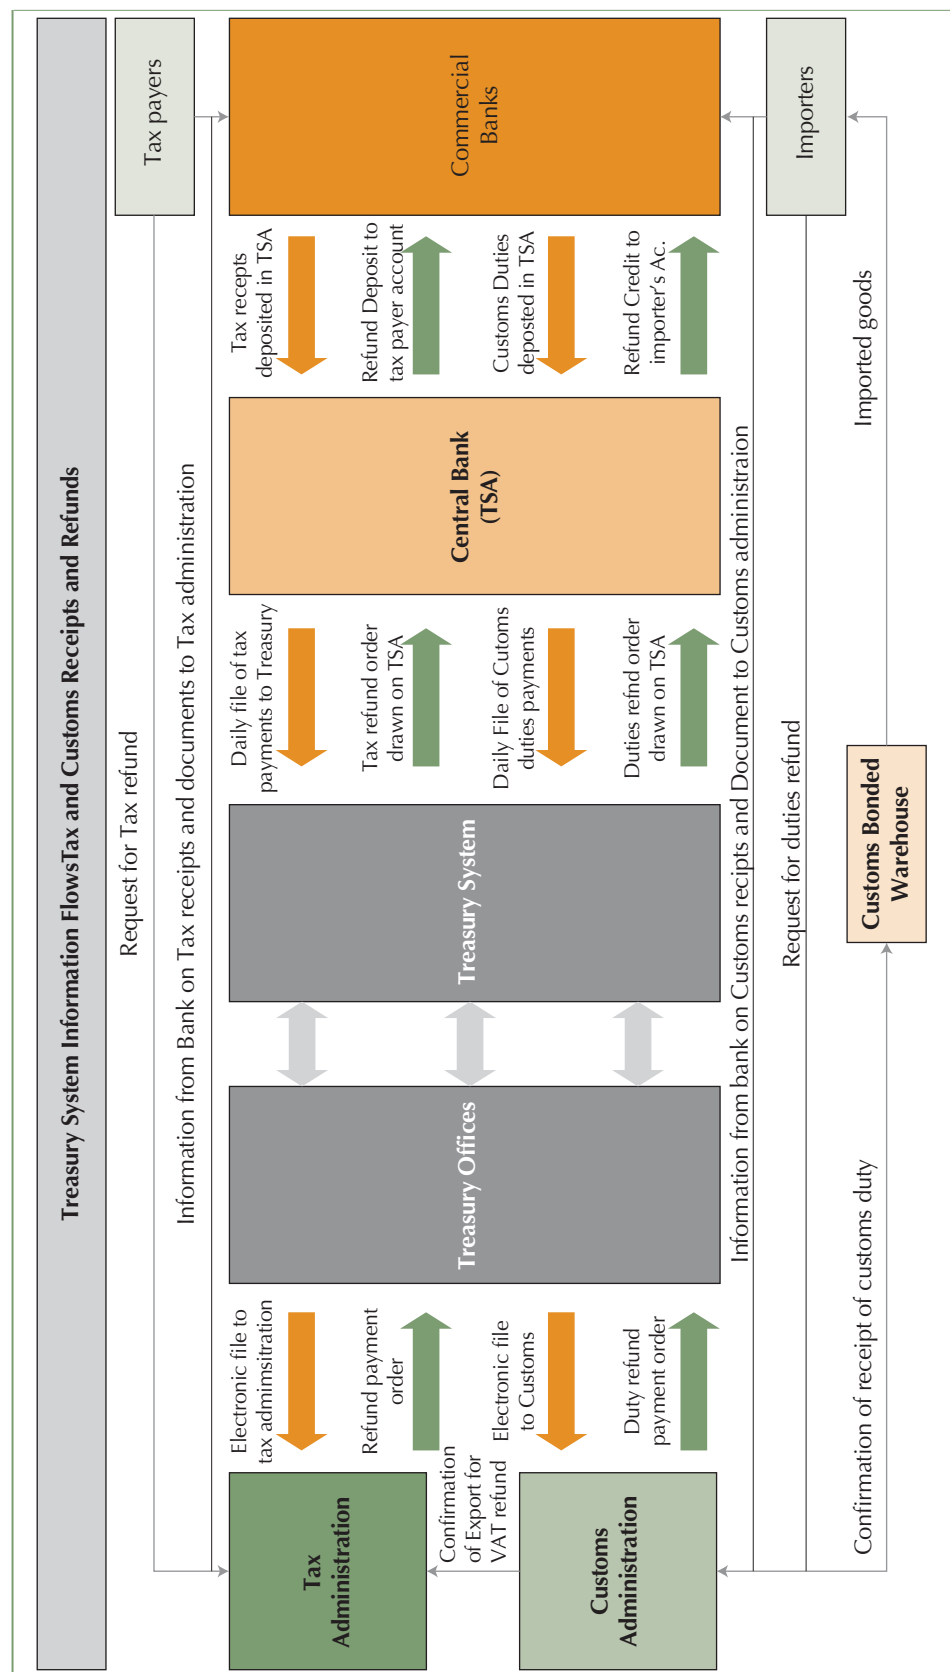 Treasury System Information FlowsTax and Customs Receipts and Refunds
Request for Tax refund
Tax payers
Information from Bank on Tax receipts and documents to Tax administration
Tax
Administration
Electronic file to
tax admimsitration
Refund payment
order
Confirmation
of Export for
VAT refund
Electronic file
to Customs
Duty refund
payment order
Customs
Administration
Treasury Offices
Treasury System
Daily file of tax
payments to Treasury
Tax refund order
drawn on TSA
Daily File of Cutoms
duties payments
Duties refnd order
drawn on TSA
Central Bank
(TSA)
Tax recepts
deposited in TSA
Refund Deposit to
tax payer account
Customs Duties
deposted in TSA
Refund Credit to
importer's Ac.
Commercial
Banks
Information from bank on Customs recipts and Document to Customs administraion
Request for duties refund
Importers
Confirmation of receipt of customs duty
Customs Bonded
Warehouse
Imported goods